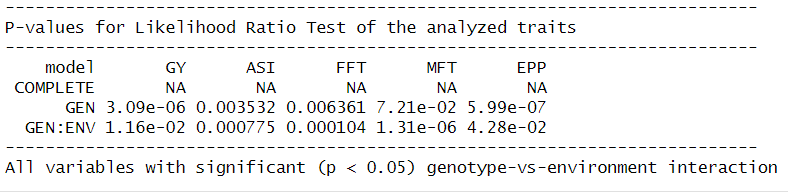 --------------------------------------------------------------------------
P-values for Likelihood Ratio Test of the analyzed traits
--------------------------------------------------------------------------
model GY ASI FFT MFT EPP
COMPLETE NA NA NA NA NA
GEN 3.09e-06 0.003532 0.006361 7.21e-02 5.99e-07
GEN:ENV 1.16e-02 0.000775 0.000104 1.31e-06 4.28e-02
--------------------------------------------------------------------------
All variables with significant (p < 0.05) genotype-vs-environment interaction